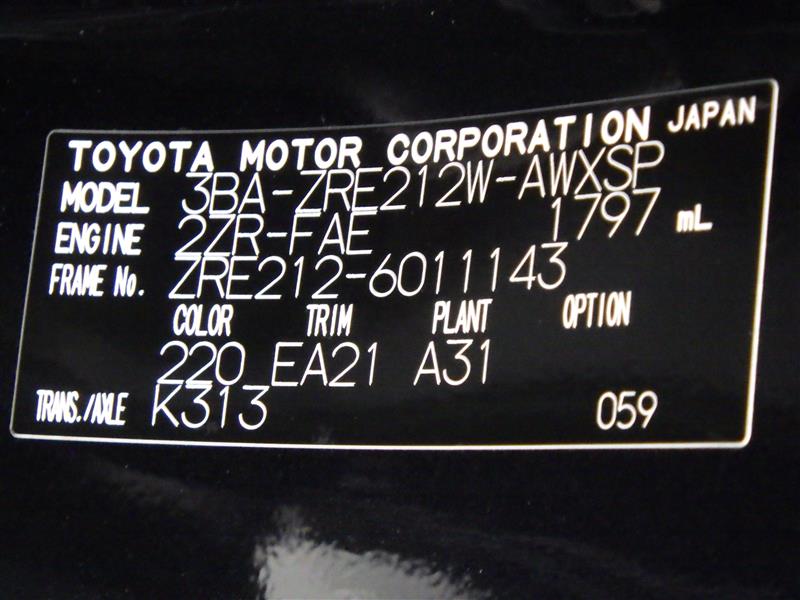 TOYOTA MOTOR CORPORATION JAPAN
MODEL 3BA-ZRE212W-AWXSP
ENGINE 2ZR-FAE 1797 mL
FRAME No. ZRE212-6011143
COLOR TRIM PLANT OPTION
220 EA21 A31
TRANS./AXLE K313 059